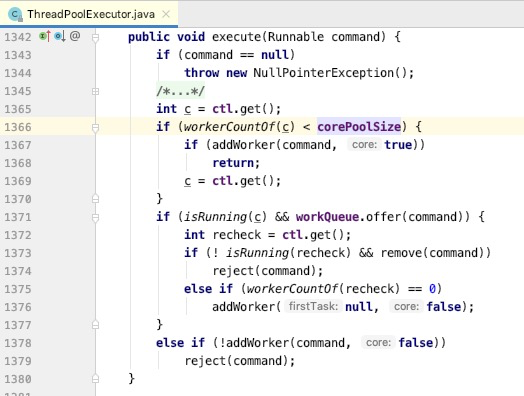 ThreadPoolExecutor.java ×
1342 @ public void execute(Runnable command) {
1343 if (command == null)
1344 throw new NullPointerException();
1345 /*...*/
1365 int c = ctl.get();
1366 if (workerCountOf(c) < corePoolSize) {
1367 if (addWorker(command, core: true))
1368 return;
1369 c = ctl.get();
1370 }
1371 if (isRunning(c) && workQueue.offer(command)) {
1372 int recheck = ctl.get();
1373 if (! isRunning(recheck) && remove(command))
1374 reject(command);
1375 else if (workerCountOf(recheck) == 0)
1376 addWorker( firstTask: null, core: false);
1377 }
1378 else if (!addWorker(command, core: false))
1379 reject(command);
1380 }